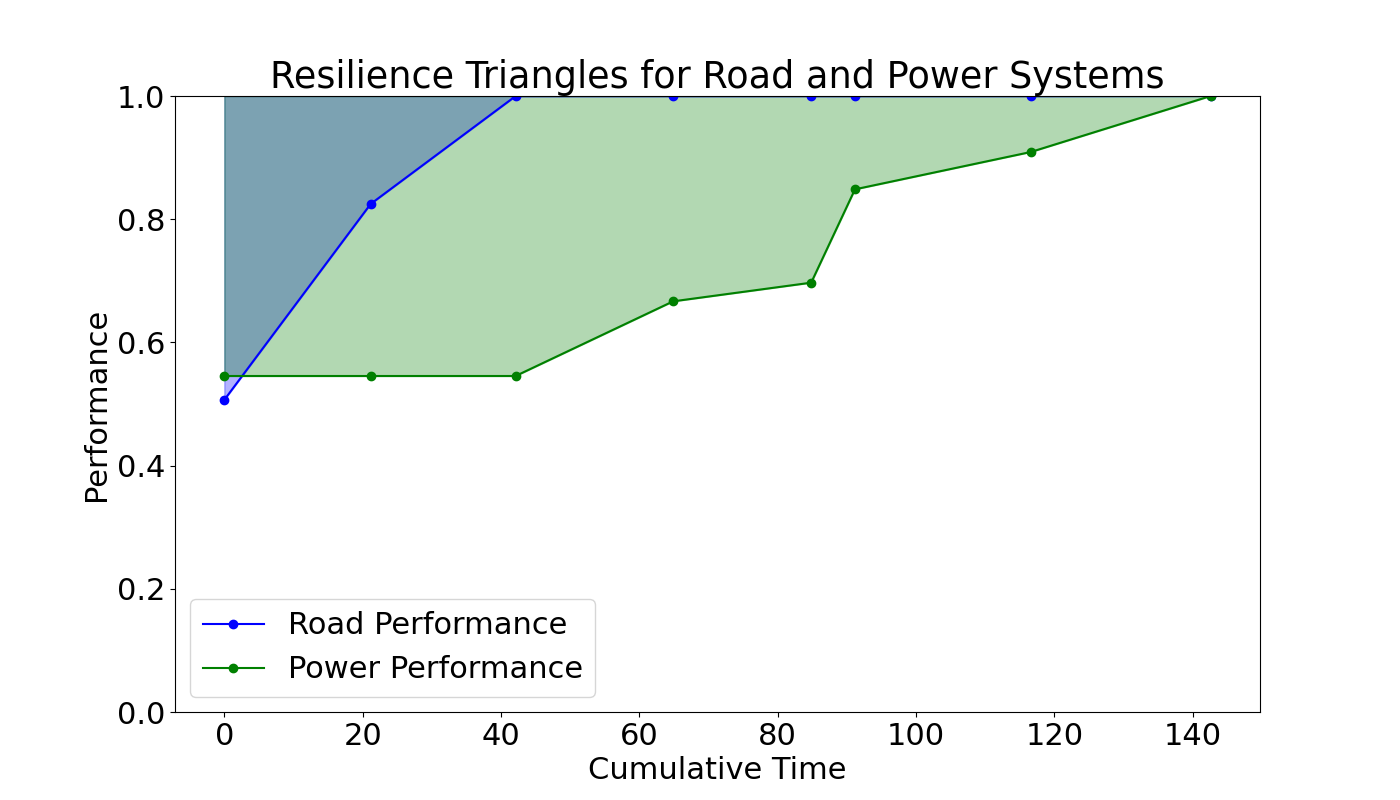 Resilience Triangles for Road and Power Systems
1.0
0.8
0.6
0.4
0.2
0.0
Performance
Road Performance
Power Performance
0 20 40 60 80 100 120 140
Cumulative Time